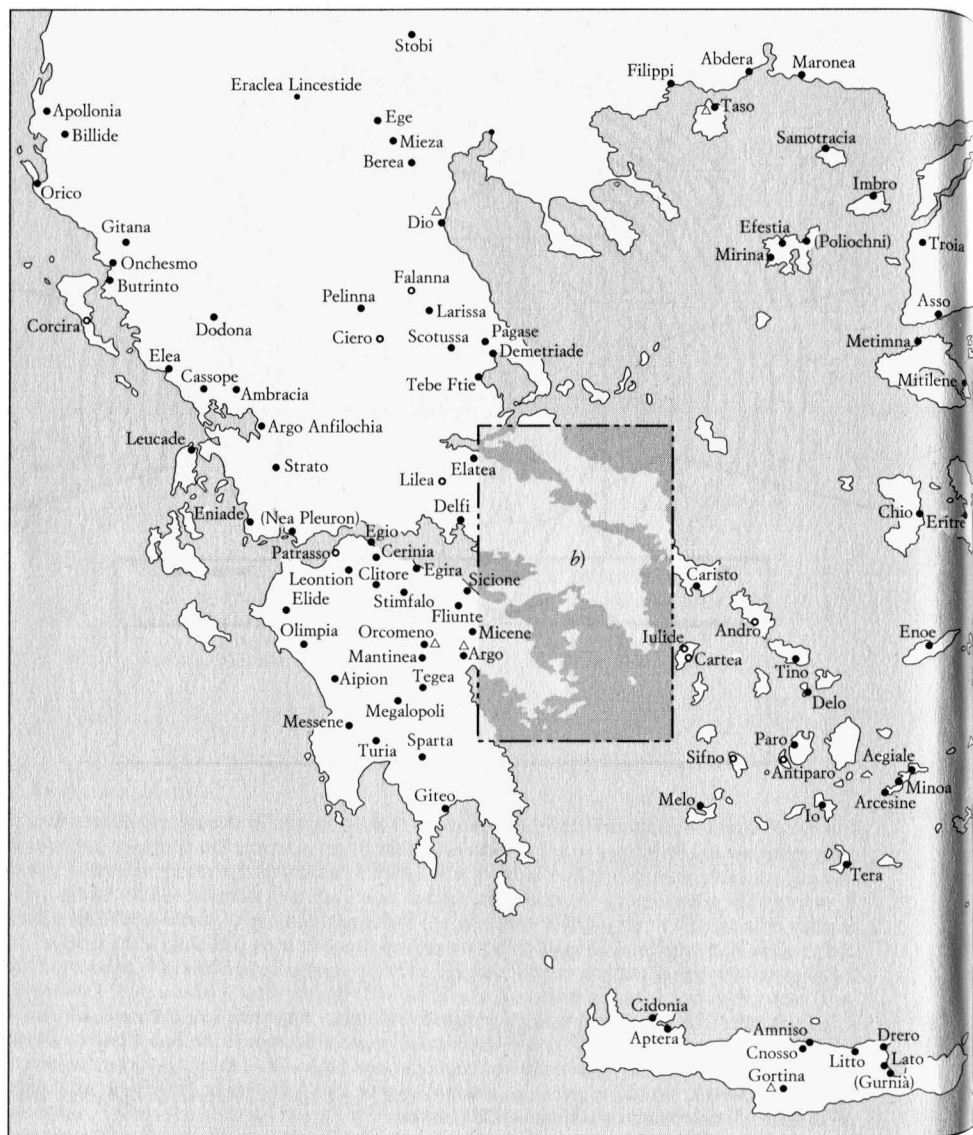 Stobi
Abdera
Maronea
Filippi
Eraclea Lincestide
Taso
Apollonia
Ege
Billide
Mieza
Samotracia
Berea
Orico
Imbro
Dio
Gitana
Efestia
(Poliochni)
Troia
Mirina
Onchesmo
Butrinto
Falanna
Pelinna
Larissa
Asso
Corcira
Dodona
Ciero
Scotussa
Pagase
Demetriade
Metimna
Elea
Cassope
Ambracia
Tebe Ftie
Mitilene
Argo Anfilochia
Leucade
Strato
Elatea
Lilea
Eniade
(Nea Pleuron)
Delfi
Chio
Eritre
Egio
Patrasso
Cerinia
b)
Leontion
Clitore
Egira
Sicione
Caristo
Elide
Stimfalo
Fliunte
Olimpia
Orcomeno
Micene
Iulide
Andro
Enoe
Mantinea
Argo
Cartea
Tino
Aipion
Tegea
Delo
Megalopoli
Messene
Turia
Sparta
Paro
Sifno
Antiparo
Aegiale
Minoa
Giteo
Melo
Io
Arcesine
Tera
Cidonia
Aptera
Amniso
Drero
Cnosso
Litto
Lato
Gortina
(Gurnià)